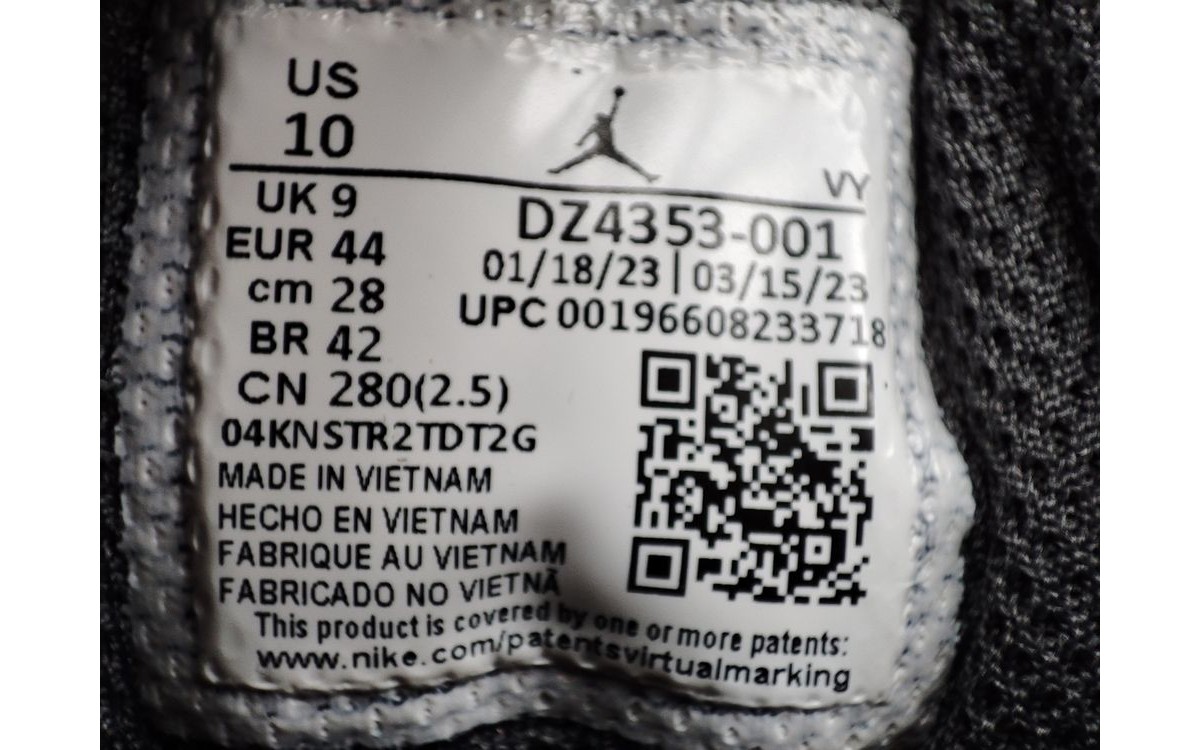 US
10
VY
UK 9
EUR 44
cm 28
BR 42
CN 280(2.5)
DZ4353-001
01/18/23 | 03/15/23
UPC 00196608233718
04KNSTR2TDT2G
MADE IN VIETNAM
HECHO EN VIETNAM
FABRIQUE AU VIETNAM
FABRICADO NO VIETNÃ
This product is covered by one or more patents:
www.nike.com/patentsvirtualmarking